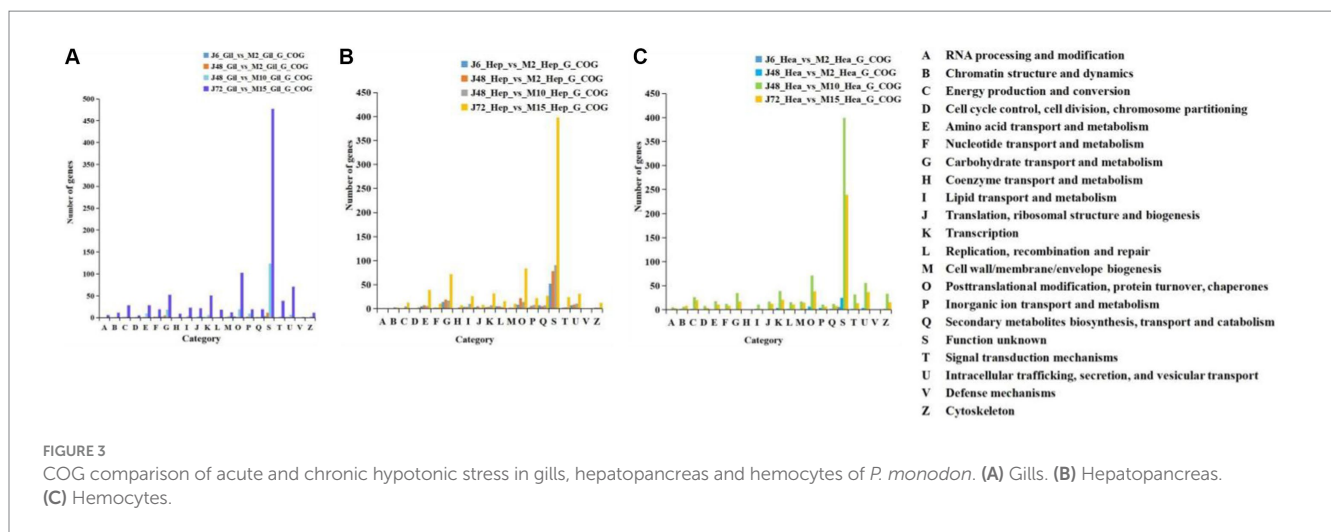 A
J6_Gil_vs_M2_Gil_G_COG
J48_Gil_vs_M2_Gil_G_COG
J48_Gil_vs_M10_Gil_G_COG
J72_Gil_vs_M15_Gil_G_COG
500
450
400
350
300
250
200
150
100
50
0
Number of genes
A B C D E F G H I J K L M O P Q S T U V Z
Category
B
J6_Hep_vs_M2_Hep_G_COG
J48_Hep_vs_M2_Hep_G_COG
J48_Hep_vs_M10_Hep_G_COG
J72_Hep_vs_M15_Hep_G_COG
400
350
300
250
200
150
100
50
0
Number of genes
A B C D E F G H I J K L M O P Q S T U V Z
Category
C
J6_Hea_vs_M2_Hea_G_COG
J48_Hea_vs_M2_Hea_G_COG
J48_Hea_vs_M10_Hea_G_COG
J72_Hea_vs_M15_Hea_G_COG
450
400
350
300
250
200
150
100
50
0
Number of genes
A B C D E F G H I J K L M O P Q S T U V Z
Category
A RNA processing and modification
B Chromatin structure and dynamics
C Energy production and conversion
D Cell cycle control, cell division, chromosome partitioning
E Amino acid transport and metabolism
F Nucleotide transport and metabolism
G Carbohydrate transport and metabolism
H Coenzyme transport and metabolism
I Lipid transport and metabolism
J Translation, ribosomal structure and biogenesis
K Transcription
L Replication, recombination and repair
M Cell wall/membrane/envelope biogenesis
O Posttranslational modification, protein turnover, chaperones
P Inorganic ion transport and metabolism
Q Secondary metabolites biosynthesis, transport and catabolism
S Function unknown
T Signal transduction mechanisms
U Intracellular trafficking, secretion, and vesicular transport
V Defense mechanisms
Z Cytoskeleton
FIGURE 3
COG comparison of acute and chronic hypotonic stress in gills, hepatopancreas and hemocytes of P. monodon. (A) Gills. (B) Hepatopancreas.
(C) Hemocytes.